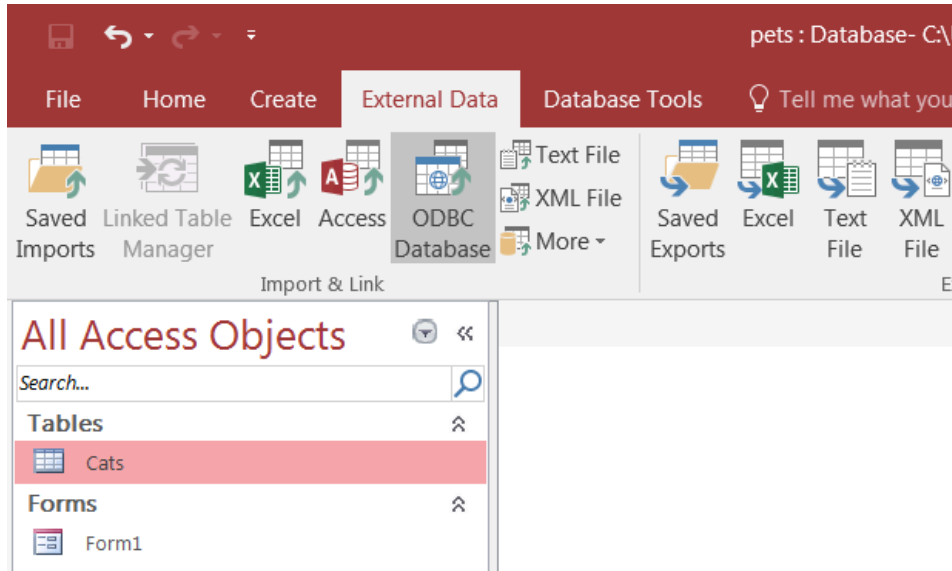 pets : Database- C:\
File Home Create External Data Database Tools Tell me what you
Saved Imports
Linked Table Manager
Excel
Access
ODBC Database
Text File
XML File
More
Import & Link
Saved Exports
Excel
Text File
XML File
E
All Access Objects
Search...
Tables
Cats
Forms
Form1